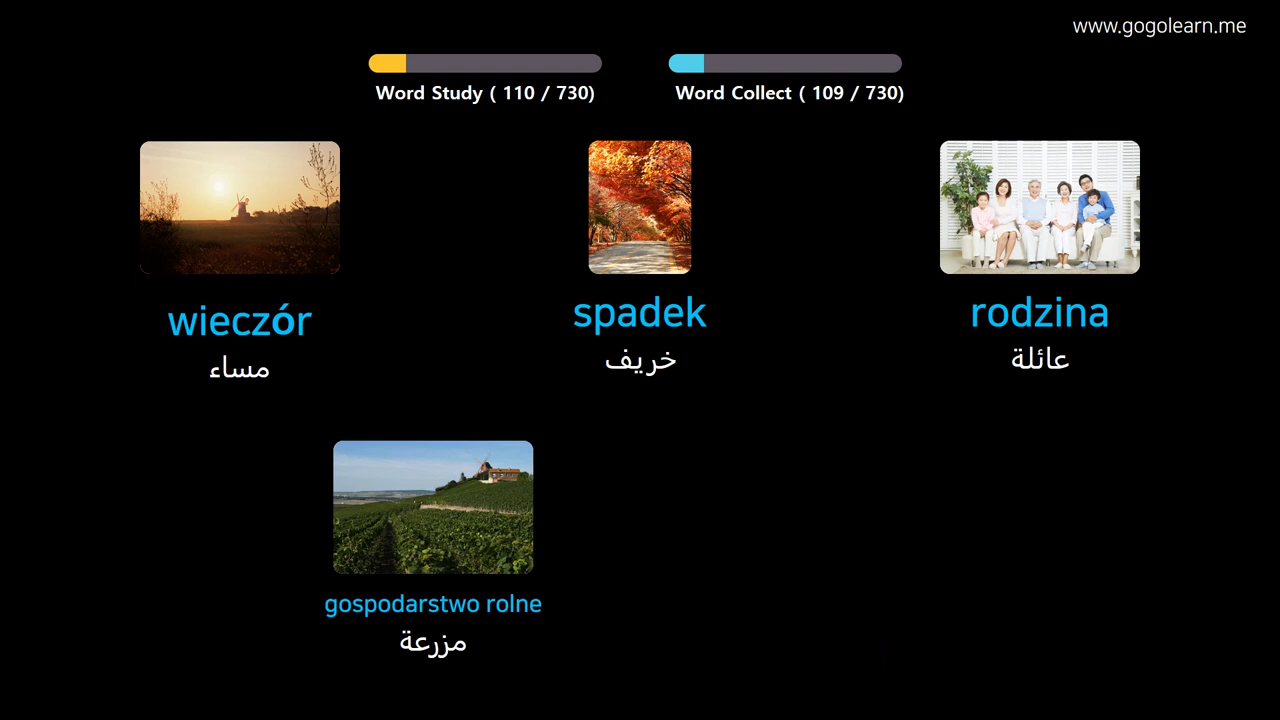 www.gogolearn.me
Word Study ( 110 / 730)
Word Collect ( 109 / 730)
wieczór
مساء
spadek
خريف
rodzina
عائلة
gospodarstwo rolne
مزرعة